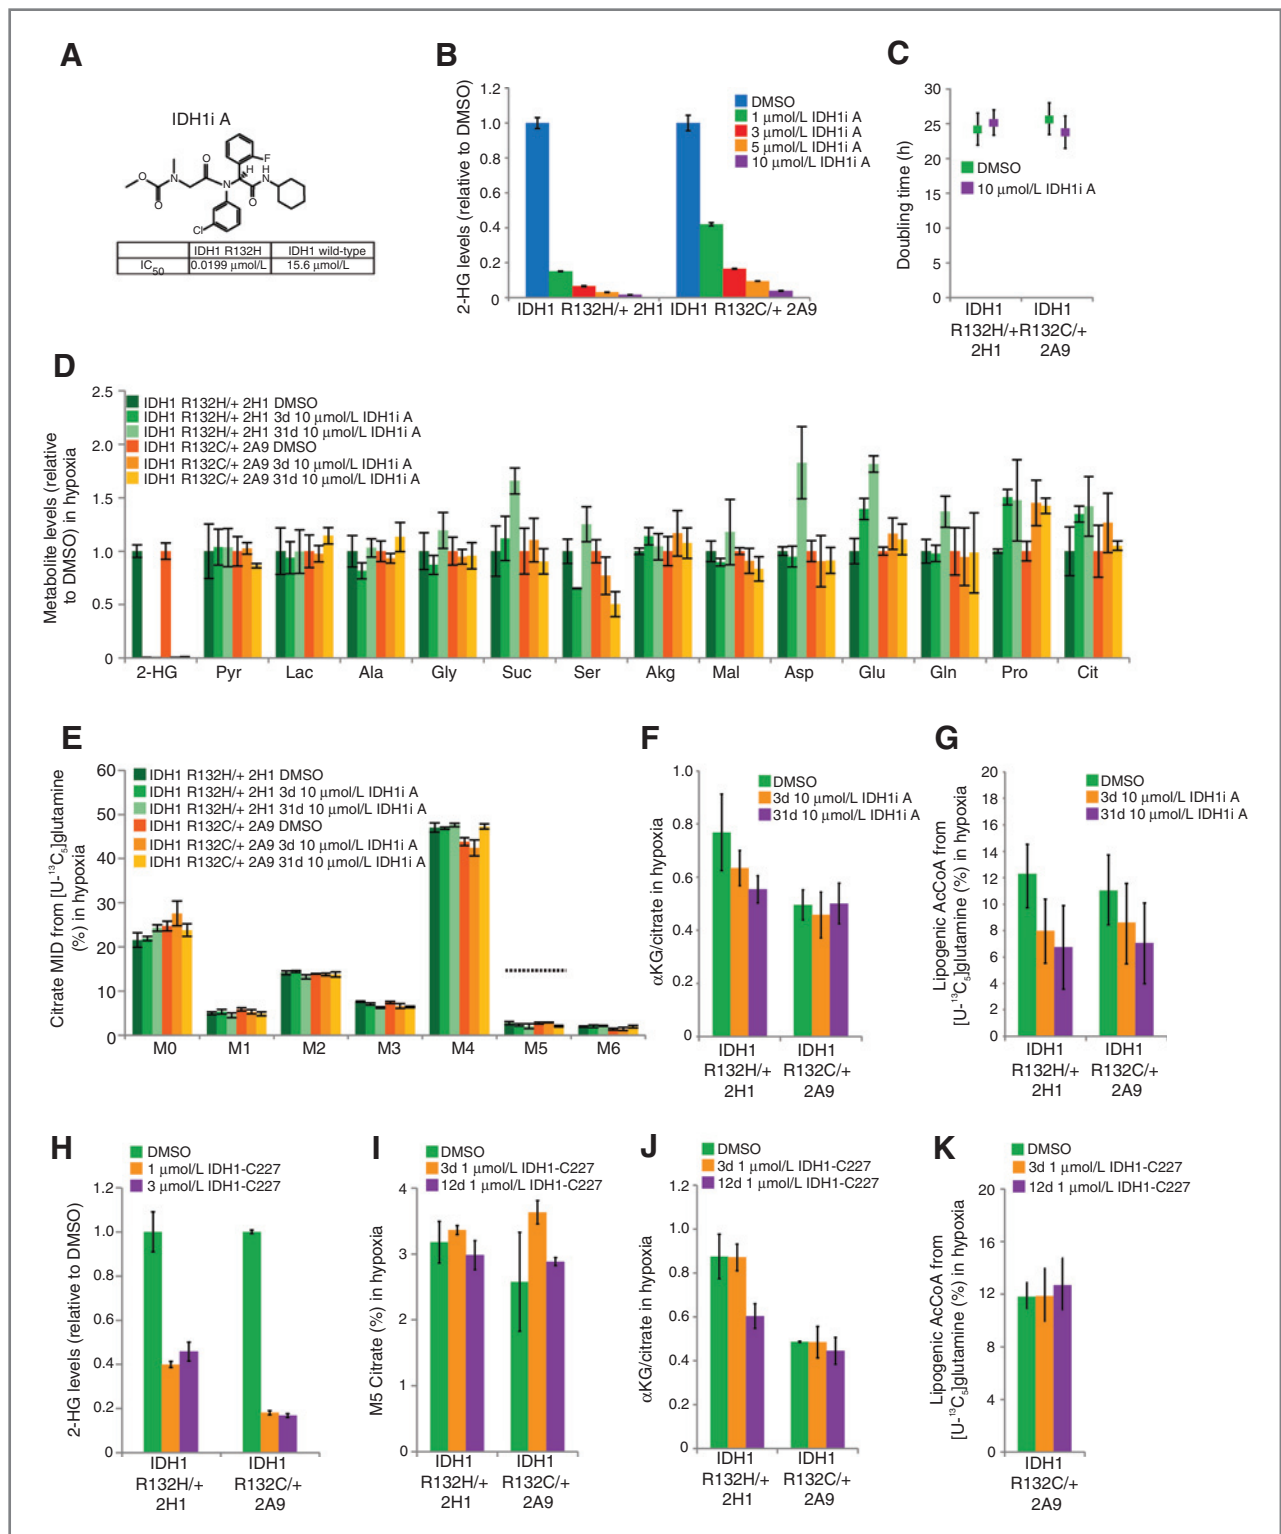 A
IDH1i A
O
O
N
O
O
N
F
H
H
N
O
Cl
IDH1 R132H IDH1 wild-type
IC50 0.0199 µmol/L 15.6 µmol/L
B
2-HG levels (relative to DMSO)
1.2
1.0
0.8
0.6
0.4
0.2
0
DMSO
1 µmol/L IDH1i A
3 µmol/L IDH1i A
5 µmol/L IDH1i A
10 µmol/L IDH1i A
IDH1 R132H/+ 2H1 IDH1 R132C/+ 2A9
C
Doubling time (h)
30
25
20
15
10
5
0
DMSO
10 µmol/L IDH1i A
IDH1 IDH1
R132H/+ R132C/+
2H1 2A9
D
Metabolite levels (relative
to DMSO) in hypoxia
2.5
2.0
1.5
1.0
0.5
0
IDH1 R132H/+ 2H1 DMSO
IDH1 R132H/+ 2H1 3d 10 µmol/L IDH1i A
IDH1 R132H/+ 2H1 31d 10 µmol/L IDH1i A
IDH1 R132C/+ 2A9 DMSO
IDH1 R132C/+ 2A9 3d 10 µmol/L IDH1i A
IDH1 R132C/+ 2A9 31d 10 µmol/L IDH1i A
2-HG Pyr Lac Ala Gly Suc Ser Akg Mal Asp Glu Gln Pro Cit
E
Citrate MID from [U-¹³C₅]glutamine
(%) in hypoxia
60
50
40
30
20
10
0
IDH1 R132H/+ 2H1 DMSO
IDH1 R132H/+ 2H1 3d 10 µmol/L IDH1i A
IDH1 R132H/+ 2H1 31d 10 µmol/L IDH1i A
IDH1 R132C/+ 2A9 DMSO
IDH1 R132C/+ 2A9 3d 10 µmol/L IDH1i A
IDH1 R132C/+ 2A9 31d 10 µmol/L IDH1i A
M0 M1 M2 M3 M4 M5 M6
F
αKG/citrate in hypoxia
1.0
0.8
0.6
0.4
0.2
0
DMSO
3d 10 µmol/L IDH1i A
31d 10 µmol/L IDH1i A
IDH1 IDH1
R132H/+ R132C/+
2H1 2A9
G
Lipogenic AcCoA from
[U-¹³C₅]glutamine (%) in hypoxia
20
18
16
14
12
10
8
6
4
2
0
DMSO
3d 10 µmol/L IDH1i A
31d 10 µmol/L IDH1i A
IDH1 IDH1
R132H/+ R132C/+
2H1 2A9
H
DMSO
1 µmol/L IDH1-C227
3 µmol/L IDH1-C227
2-HG levels (relative to DMSO)
1.2
1.0
0.8
0.6
0.4
0.2
0
IDH1 IDH1
R132H/+ R132C/+
2H1 2A9
I
DMSO
3d 1 µmol/L IDH1-C227
12d 1 µmol/L IDH1-C227
M5 Citrate (%) in hypoxia
4
3
2
1
0
IDH1 IDH1
R132H/+ R132C/+
2H1 2A9
J
DMSO
3d 1 µmol/L IDH1-C227
12d 1 µmol/L IDH1-C227
αKG/citrate in hypoxia
1.2
1.0
0.8
0.6
0.4
0.2
0
IDH1 IDH1
R132H/+ R132C/+
2H1 2A9
K
DMSO
3d 1 µmol/L IDH1-C227
12d 1 µmol/L IDH1-C227
Lipogenic AcCoA from
[U-¹³C₅]glutamine (%) in hypoxia
20
16
12
8
4
0
IDH1
R132C/+
2A9